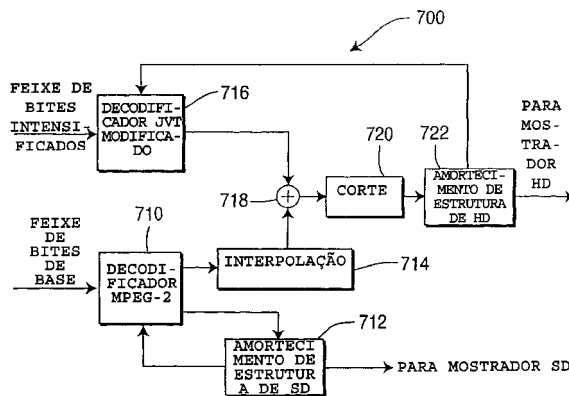 700
FEIXE DE
BITES
INTENSI-
FICADOS
DECODIFI-
CADOR JVT
MODIFICA-
DO
716
718
720
CORTE
722
AMORTECI-
MENTO DE
ESTRUTURA
DE HD
PARA
MOS-
TRADOR
HD
FEIXE
DE
BITES
DE
BASE
710
DECODI-
FICADOR
MPEG-2
INTERPOLAÇÃO
714
712
AMORTECI
MENTO DE
ESTRUTUR
A DE SD
PARA MOSTRADOR SD